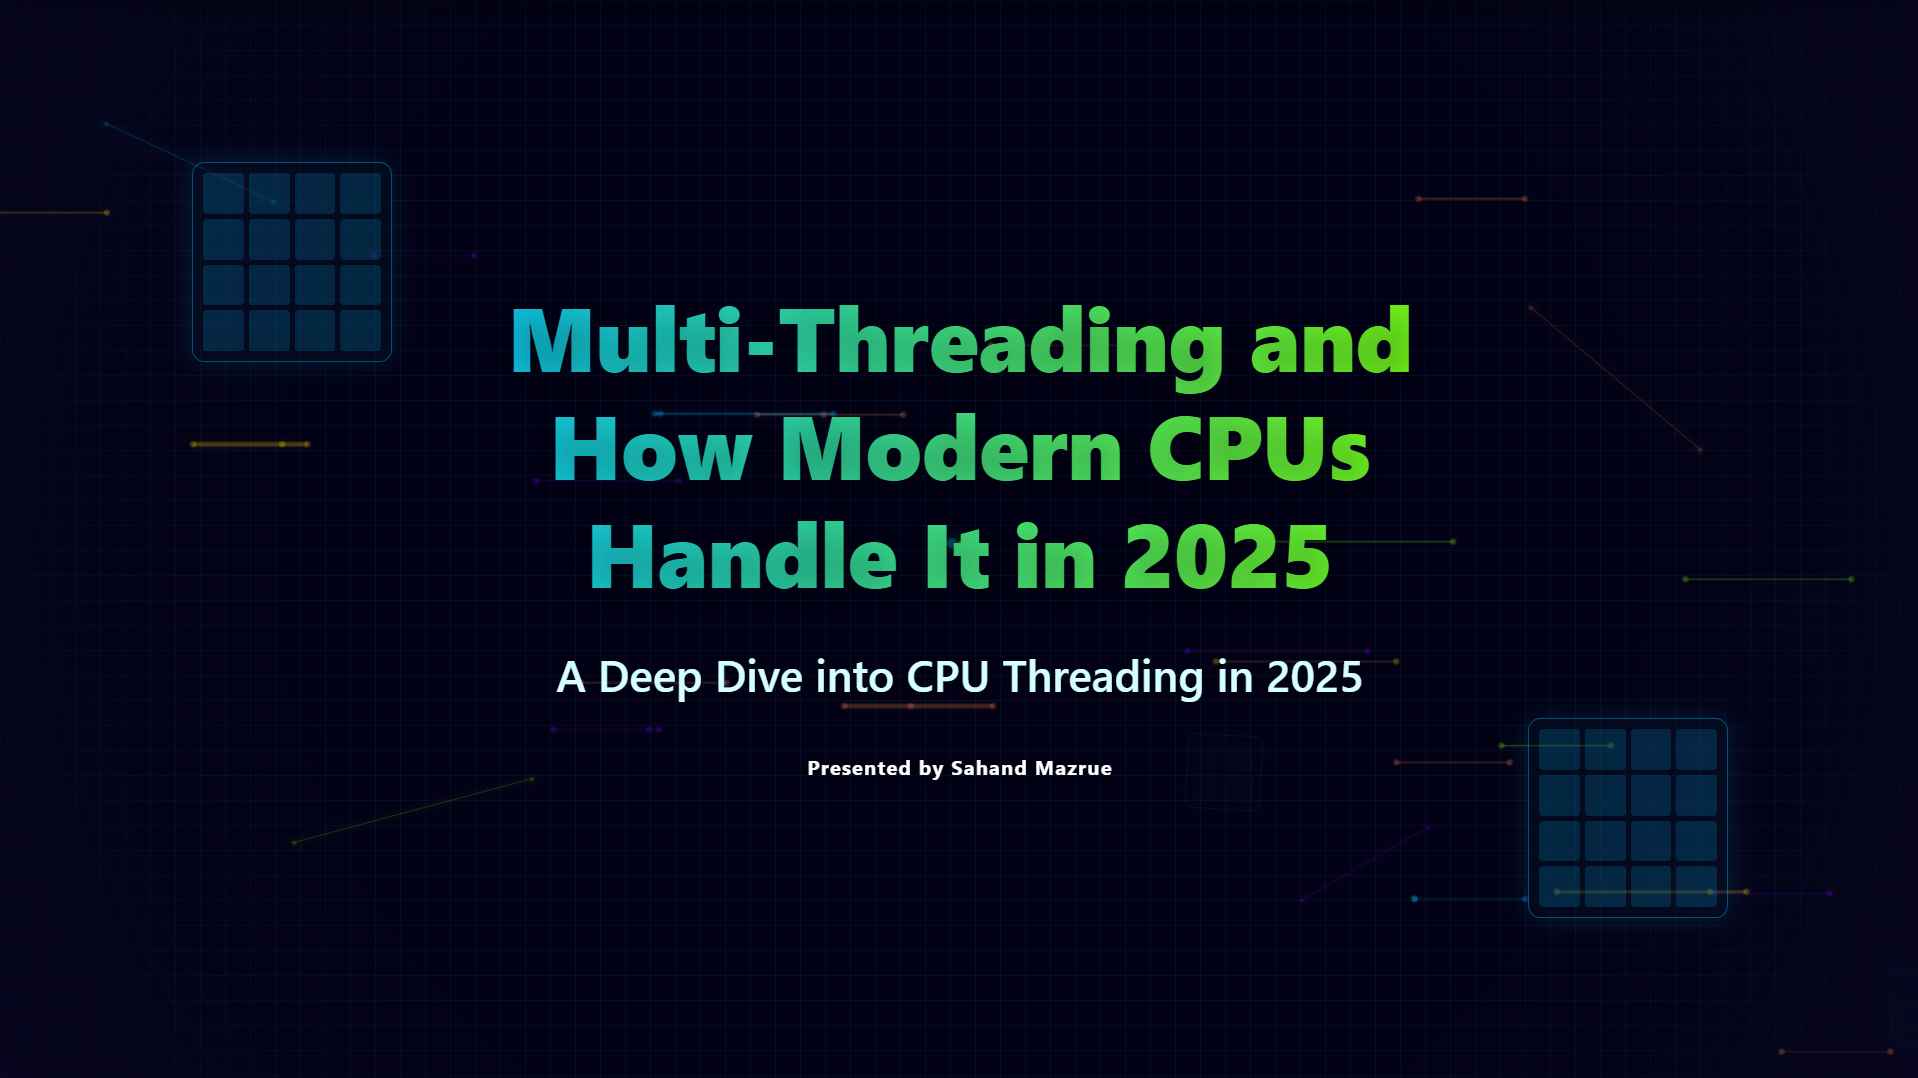 Multi-Threading and
How Modern CPUs
Handle It in 2025
A Deep Dive into CPU Threading in 2025
Presented by Sahand Mazrue